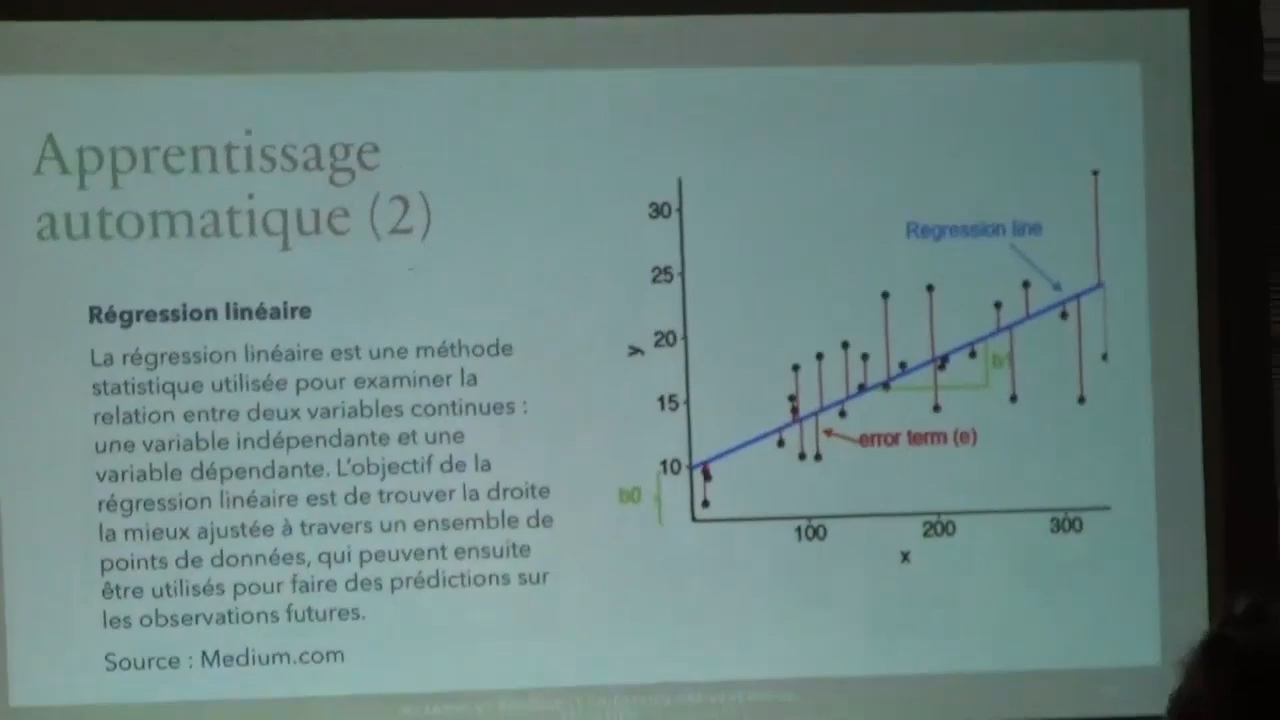 Apprentissage
automatique (2)
Régression linéaire
La régression linéaire est une méthode
statistique utilisée pour examiner la
relation entre deux variables continues :
une variable indépendante et une
variable dépendante. L'objectif de la
régression linéaire est de trouver la droite
la mieux ajustée à travers un ensemble de
points de données, qui peuvent ensuite
être utilisés pour faire des prédictions sur
les observations futures.
Source : Medium.com
30
25
20
15
10
y
Regression line
error term (e)
b0
100
200
300
x